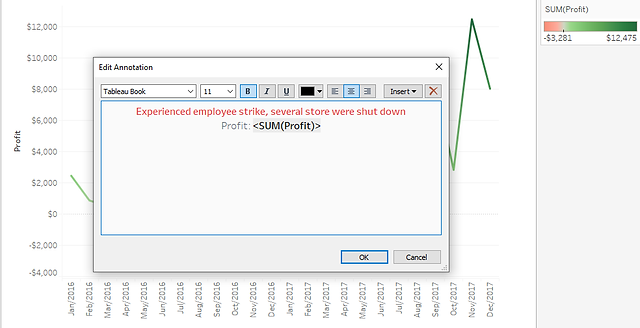 SUM(Profit)
-$3,281 $12,475
$12,000
$10,000
$8,000
$6,000
$4,000
$2,000
$0
-$2,000
-$4,000
Profit
Edit Annotation
Tableau Book 11 B I U Insert
Experienced employee strike, several store were shut down
Profit: <SUM(Profit)>
OK Cancel
Jan/2016
Feb/2016
Mar/2016
Apr/2016
May/2016
Jun/2016
Jul/2016
Aug/2016
Sep/2016
Oct/2016
Nov/2016
Dec/2016
Jan/2017
Feb/2017
Mar/2017
Apr/2017
May/2017
Jun/2017
Jul/2017
Aug/2017
Sep/2017
Oct/2017
Nov/2017
Dec/2017